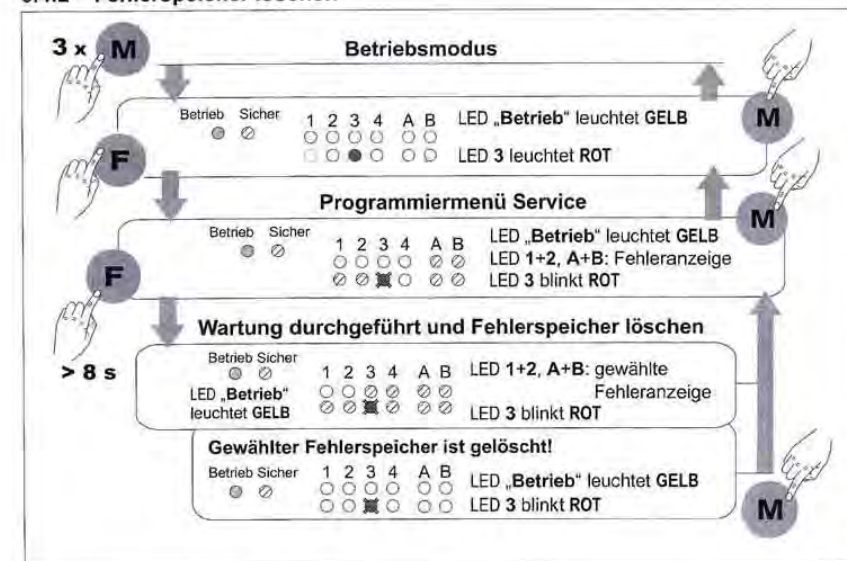 3 x M Betriebsmodus
Betrieb Sicher 1 2 3 4 A B LED „Betrieb“ leuchtet GELB M
LED 3 leuchtet ROT
F
Programmiermenü Service M
Betrieb Sicher 1 2 3 4 A B LED „Betrieb“ leuchtet GELB
LED 1+2, A+B: Fehleranzeige
F LED 3 blinkt ROT
Wartung durchgeführt und Fehlerspeicher löschen
> 8 s
Betrieb Sicher 1 2 3 4 A B LED 1+2, A+B: gewählte
Fehleranzeige
LED „Betrieb“
leuchtet GELB LED 3 blinkt ROT
Gewählter Fehlerspeicher ist gelöscht!
Betrieb Sicher 1 2 3 4 A B LED „Betrieb“ leuchtet GELB
LED 3 blinkt ROT M